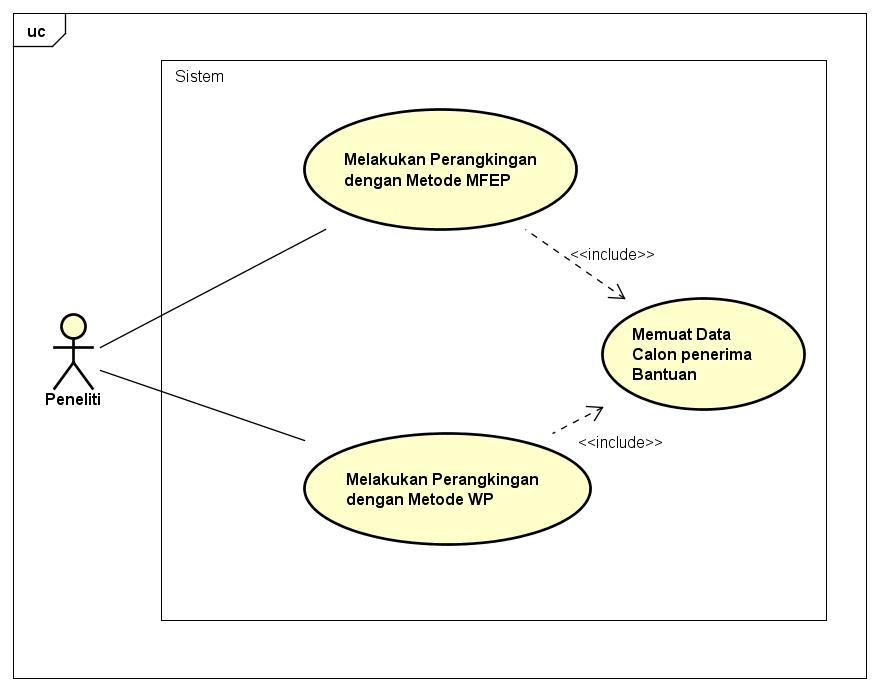 uc
Sistem
Melakukan Perangkingan
dengan Metode MFEP
<<include>>
Memuat Data
Calon penerima
Bantuan
Peneliti
<<include>>
Melakukan Perangkingan
dengan Metode WP